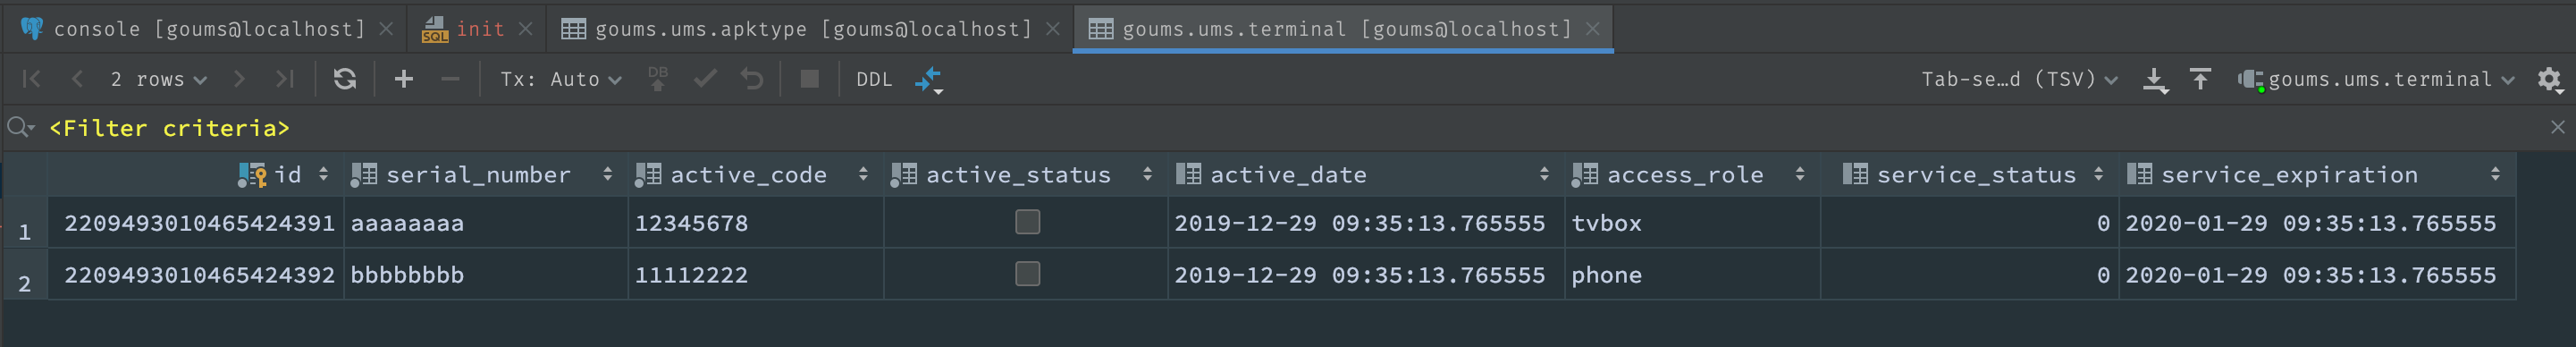 console [goums@localhost] SQL init goums.ums.apktype [goums@localhost] goums.ums.terminal [goums@localhost]
2 rows Tx: Auto DB DDL Tab-se…d (TSV) goums.ums.terminal
<Filter criteria>
id serial_number active_code active_status active_date access_role service_status service_expiration
1 2209493010465424391 aaaaaaaa 12345678 2019-12-29 09:35:13.765555 tvbox 0 2020-01-29 09:35:13.765555
2 2209493010465424392 bbbbbbbb 11112222 2019-12-29 09:35:13.765555 phone 0 2020-01-29 09:35:13.765555